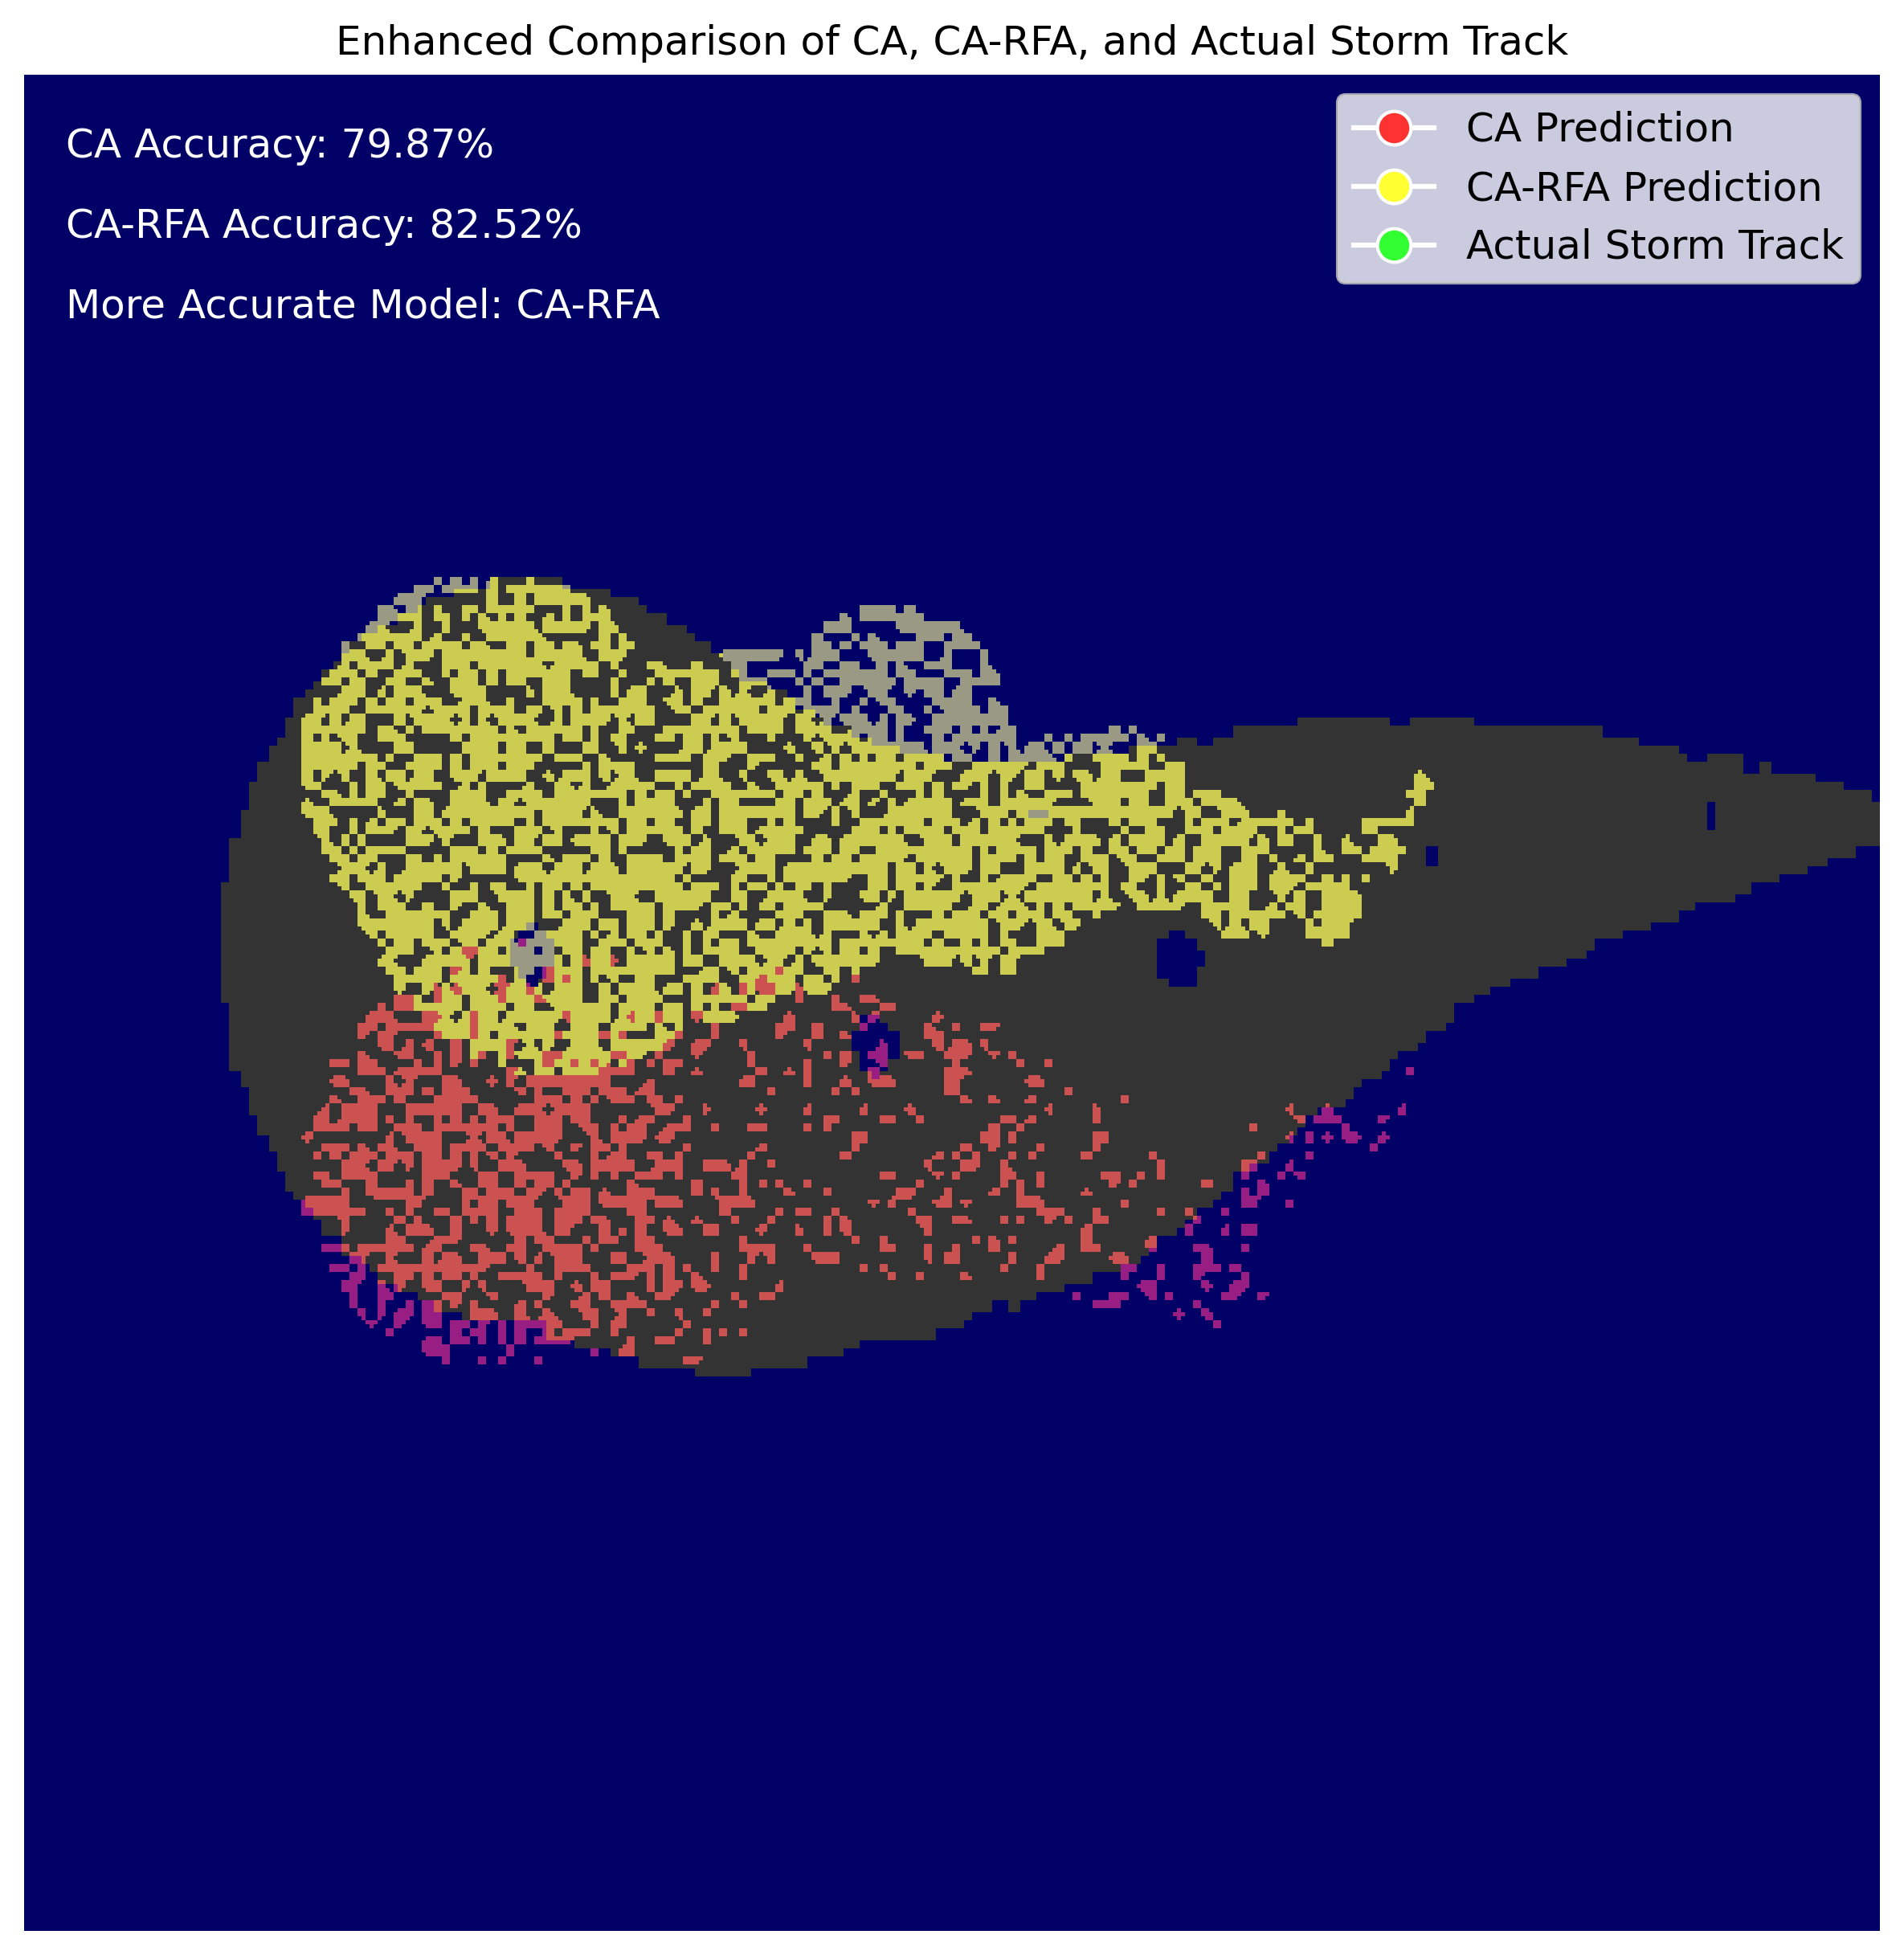 Enhanced Comparison of CA, CA-RFA, and Actual Storm Track
CA Accuracy: 79.87%
CA-RFA Accuracy: 82.52%
More Accurate Model: CA-RFA
CA Prediction
CA-RFA Prediction
Actual Storm Track